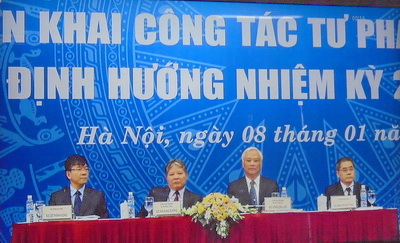 N KHAI CÔNG TÁC TƯ PHÁ
ĐỊNH HƯỚNG NHIỆM KỲ 2
Hà Nội, ngày 08 tháng 01 nă